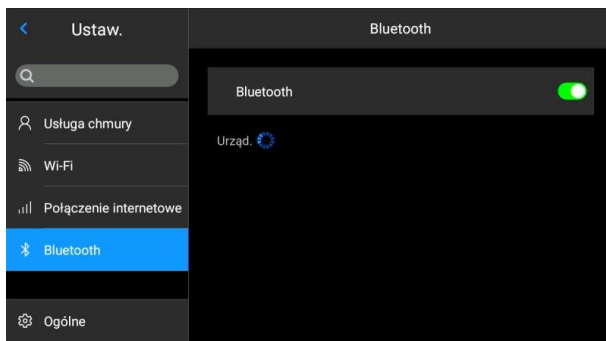 Ustaw.
Bluetooth
Usługa chmury
Wi-Fi
Połączenie internetowe
Bluetooth
Ogólne
Bluetooth
Urząd.